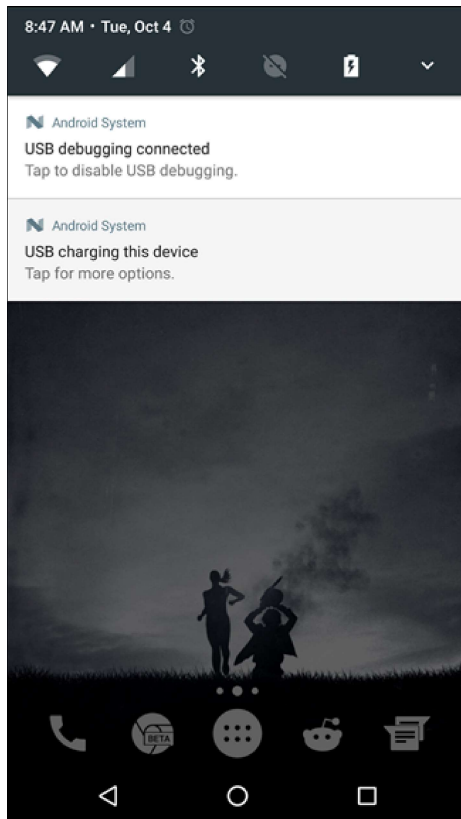 8:47 AM • Tue, Oct 4
Android System
USB debugging connected
Tap to disable USB debugging.
Android System
USB charging this device
Tap for more options.
BETA